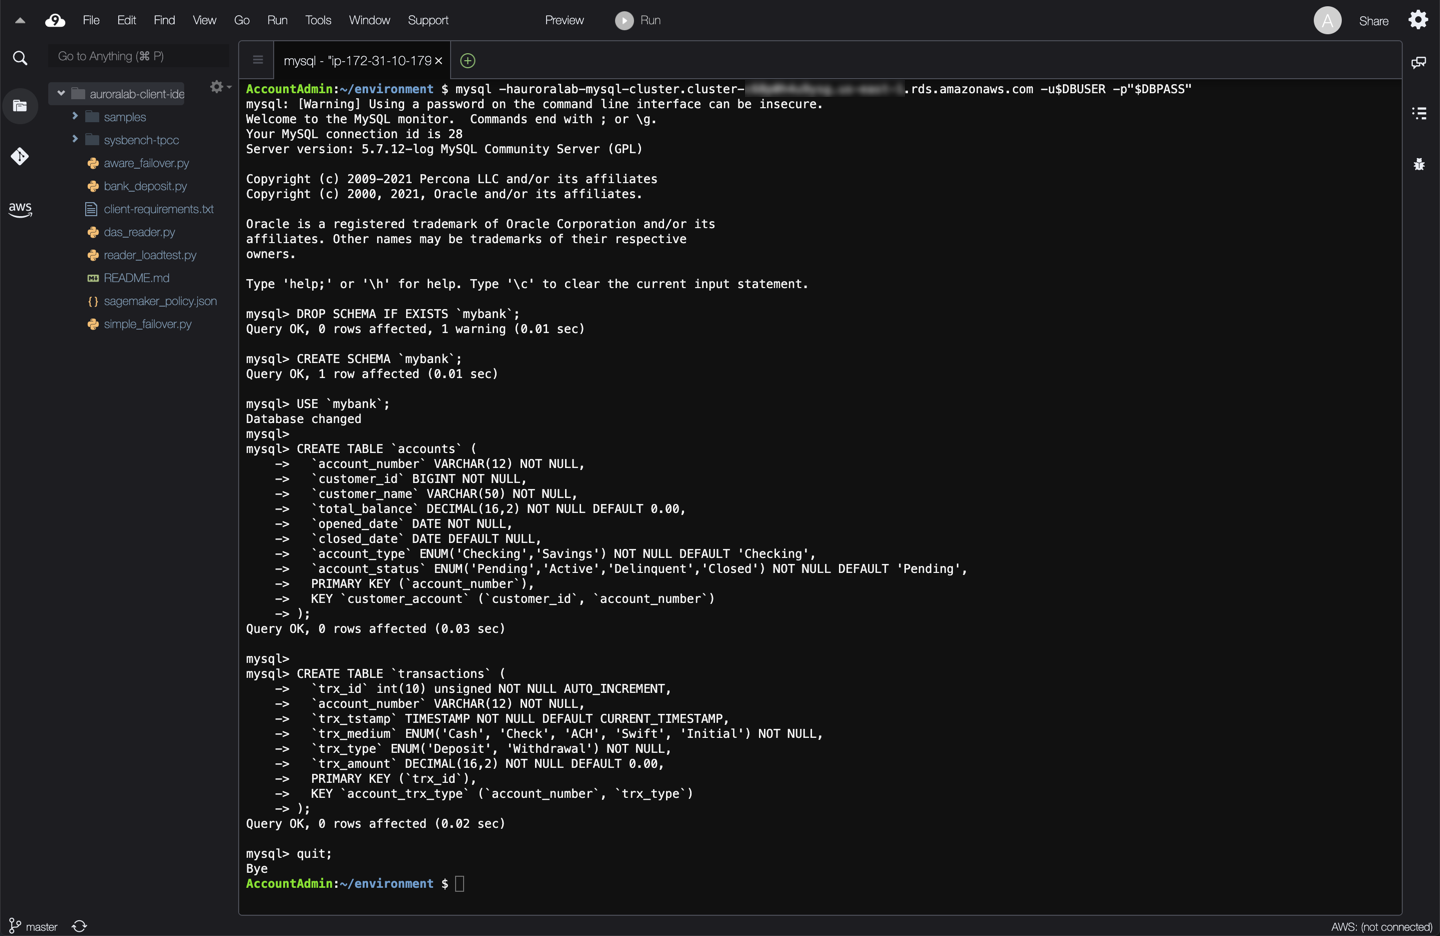 9 File Edit Find View Go Run Tools Window Support Preview Run A Share
Go to Anything (⌘ P)
mysql - "ip-172-31-10-179 ×
auroralab-client-ide
samples
sysbench-tpcc
aware_failover.py
bank_deposit.py
client-requirements.txt
das_reader.py
reader_loadtest.py
README.md
sagemaker_policy.json
simple_failover.py
aws
AccountAdmin:~/environment $ mysql -hauroralab-mysql-cluster.cluster- .rds.amazonaws.com -u$DBUSER -p"$DBPASS"
mysql: [Warning] Using a password on the command line interface can be insecure.
Welcome to the MySQL monitor.  Commands end with ; or \g.
Your MySQL connection id is 28
Server version: 5.7.12-log MySQL Community Server (GPL)
Copyright (c) 2009-2021 Percona LLC and/or its affiliates
Copyright (c) 2000, 2021, Oracle and/or its affiliates.
Oracle is a registered trademark of Oracle Corporation and/or its
affiliates. Other names may be trademarks of their respective
owners.
Type 'help;' or '\h' for help. Type '\c' to clear the current input statement.
mysql> DROP SCHEMA IF EXISTS `mybank`;
Query OK, 0 rows affected, 1 warning (0.01 sec)
mysql> CREATE SCHEMA `mybank`;
Query OK, 1 row affected (0.01 sec)
mysql> USE `mybank`;
Database changed
mysql>
mysql> CREATE TABLE `accounts` (
    ->   `account_number` VARCHAR(12) NOT NULL,
    ->   `customer_id` BIGINT NOT NULL,
    ->   `customer_name` VARCHAR(50) NOT NULL,
    ->   `total_balance` DECIMAL(16,2) NOT NULL DEFAULT 0.00,
    ->   `opened_date` DATE NOT NULL,
    ->   `closed_date` DATE DEFAULT NULL,
    ->   `account_type` ENUM('Checking','Savings') NOT NULL DEFAULT 'Checking',
    ->   `account_status` ENUM('Pending','Active','Delinquent','Closed') NOT NULL DEFAULT 'Pending',
    ->   PRIMARY KEY (`account_number`),
    ->   KEY `customer_account` (`customer_id`, `account_number`)
    -> );
Query OK, 0 rows affected (0.03 sec)
mysql>
mysql> CREATE TABLE `transactions` (
    ->   `trx_id` int(10) unsigned NOT NULL AUTO_INCREMENT,
    ->   `account_number` VARCHAR(12) NOT NULL,
    ->   `trx_tstamp` TIMESTAMP NOT NULL DEFAULT CURRENT_TIMESTAMP,
    ->   `trx_medium` ENUM('Cash', 'Check', 'ACH', 'Swift', 'Initial') NOT NULL,
    ->   `trx_type` ENUM('Deposit', 'Withdrawal') NOT NULL,
    ->   `trx_amount` DECIMAL(16,2) NOT NULL DEFAULT 0.00,
    ->   PRIMARY KEY (`trx_id`),
    ->   KEY `account_trx_type` (`account_number`, `trx_type`)
    -> );
Query OK, 0 rows affected (0.02 sec)
mysql> quit;
Bye
AccountAdmin:~/environment $
master
AWS: (not connected)